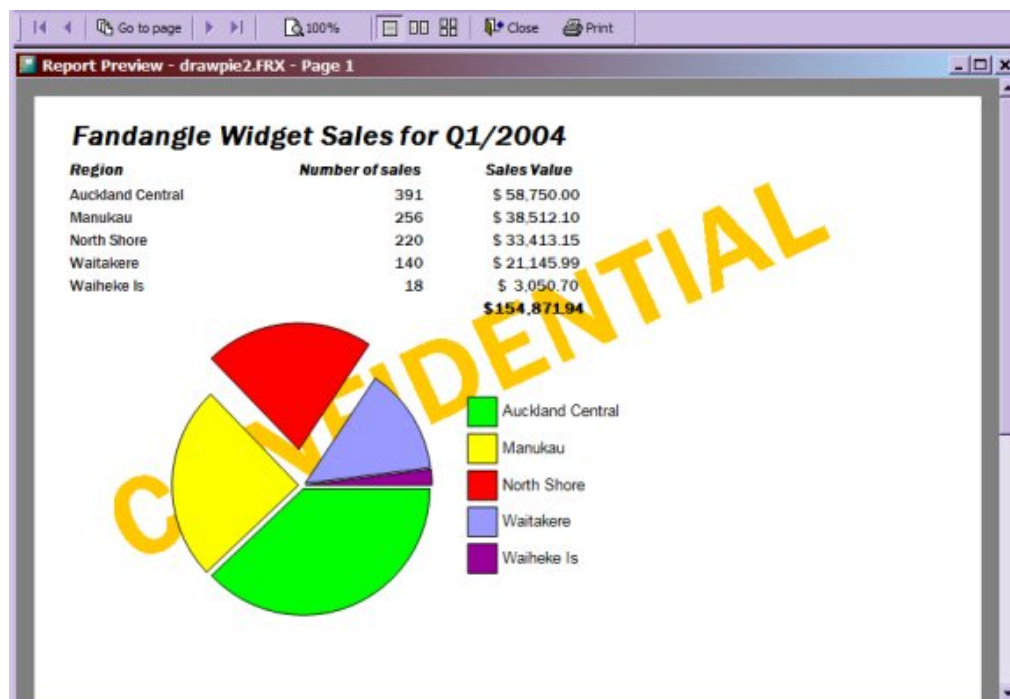 Go to page 100% Close Print
Report Preview - drawpie2.FRX - Page 1
Fandangle Widget Sales for Q1/2004
Region Number of sales Sales Value
Auckland Central 391 $ 58,750.00
Manukau 256 $ 38,512.10
North Shore 220 $ 33,413.15
Waitakere 140 $ 21,145.99
Waiheke Is 18 $ 3,050.70
$154,871.94
CONFIDENTIAL
Auckland Central
Manukau
North Shore
Waitakere
Waiheke Is